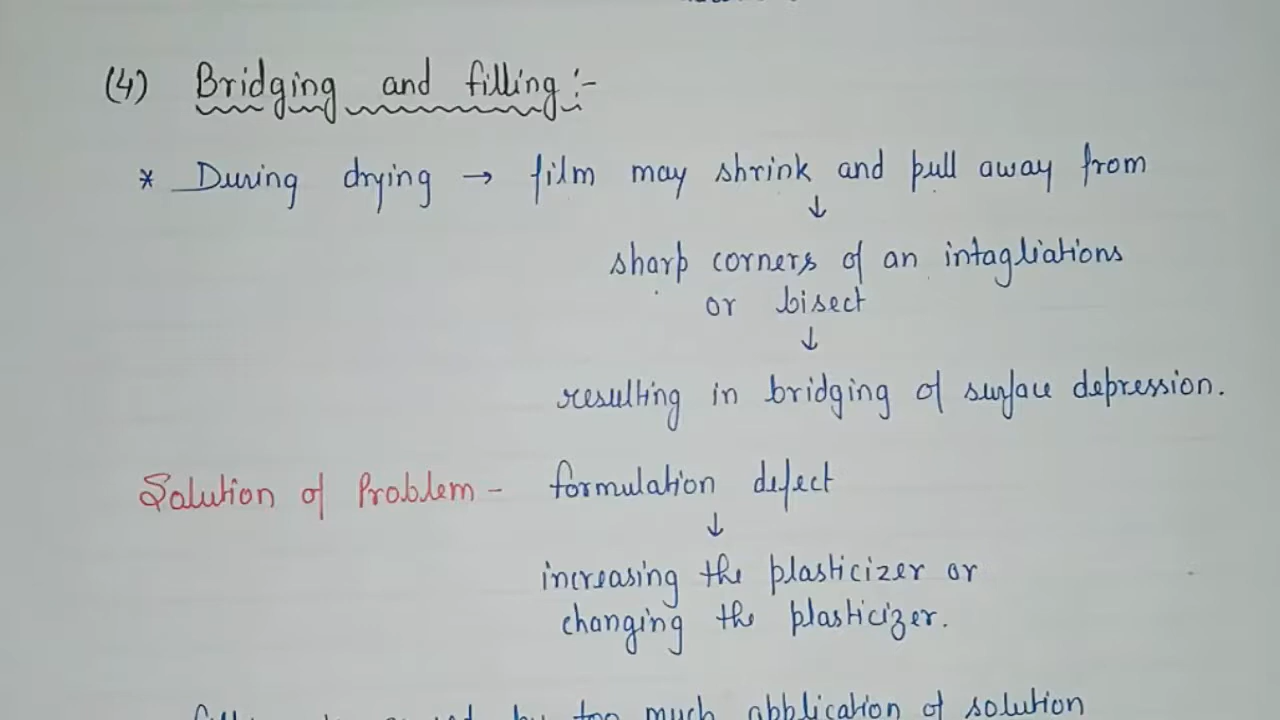 (4) Bridging and filling :-
* During drying → film may shrink and pull away from
↓
sharp corners of an intagliations
or bisect
↓
resulting in bridging of surface depression.
Solution of Problem - formulation defect
↓
increasing the plasticizer or
changing the plasticizer.
by too much application of solution